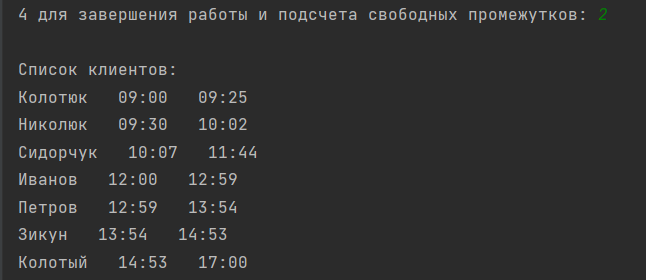 4 для завершения работы и подсчета свободных промежутков: 2
Список клиентов:
Колотюк 09:00 09:25
Николюк 09:30 10:02
Сидорчук 10:07 11:44
Иванов 12:00 12:59
Петров 12:59 13:54
Зикун 13:54 14:53
Колотый 14:53 17:00